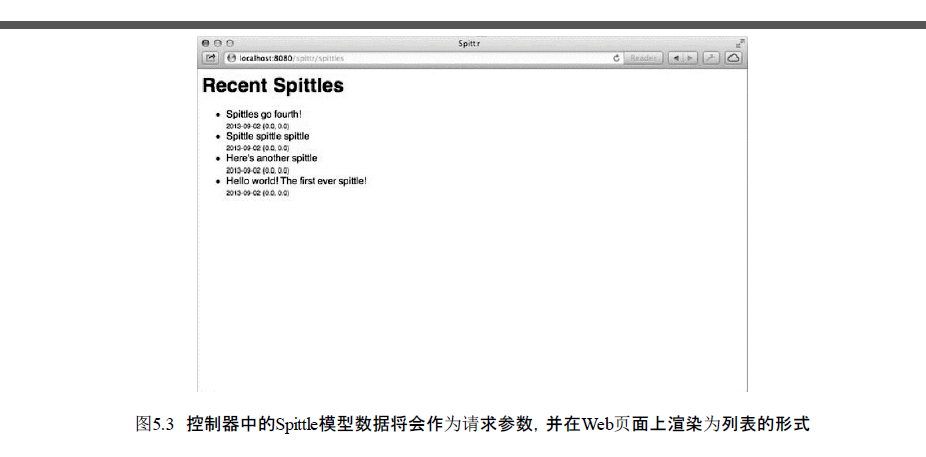 Spittr
localhost:8080/spittr/spittles
Reader
Recent Spittles
Spittles go fourth!
2013-09-02 (0.0, 0.0)
Spittle spittle spittle
2013-09-02 (0.0, 0.0)
Here's another spittle
2013-09-02 (0.0, 0.0)
Hello world! The first ever spittle!
2013-09-02 (0.0, 0.0)
图5.3 控制器中的Spittle模型数据将会作为请求参数，并在Web页面上渲染为列表的形式